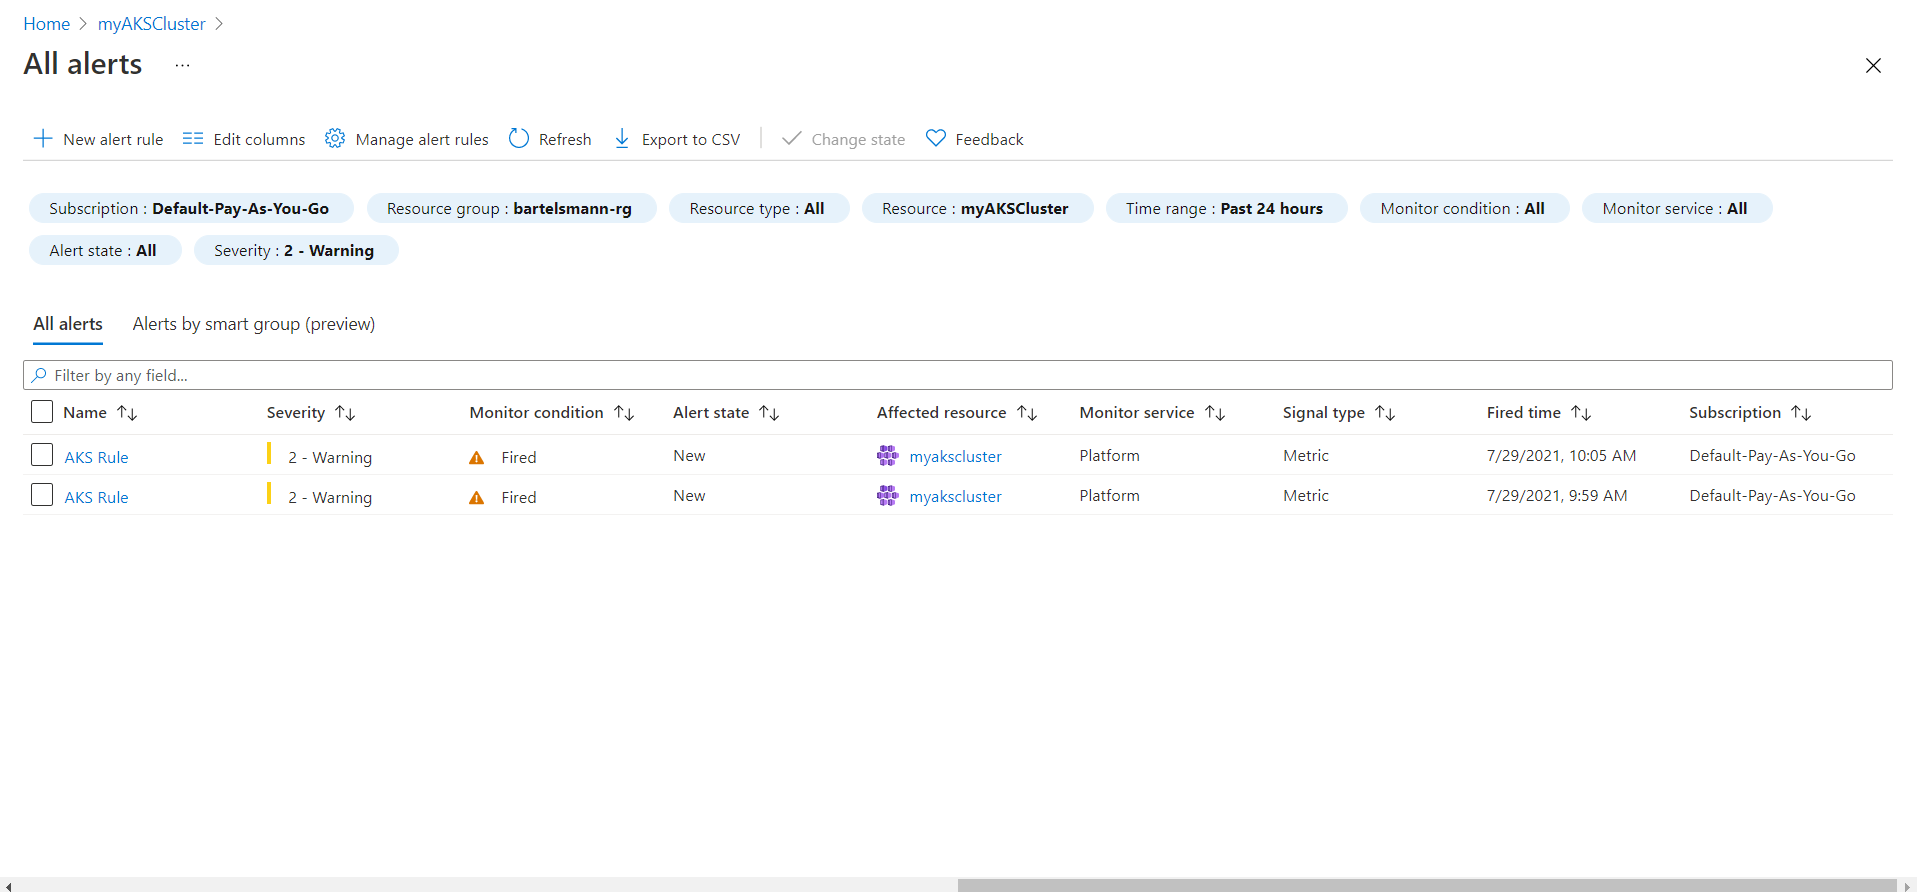 Home > myAKSCluster >
All alerts ...
New alert rule Edit columns Manage alert rules Refresh Export to CSV Change state Feedback
Subscription : Default-Pay-As-You-Go Resource group : bartelsmann-rg Resource type : All Resource : myAKSCluster Time range : Past 24 hours Monitor condition : All Monitor service : All
Alert state : All Severity : 2 - Warning
All alerts Alerts by smart group (preview)
Filter by any field...
Name Severity Monitor condition Alert state Affected resource Monitor service Signal type Fired time Subscription
AKS Rule 2 - Warning Fired New myakscluster Platform Metric 7/29/2021, 10:05 AM Default-Pay-As-You-Go
AKS Rule 2 - Warning Fired New myakscluster Platform Metric 7/29/2021, 9:59 AM Default-Pay-As-You-Go